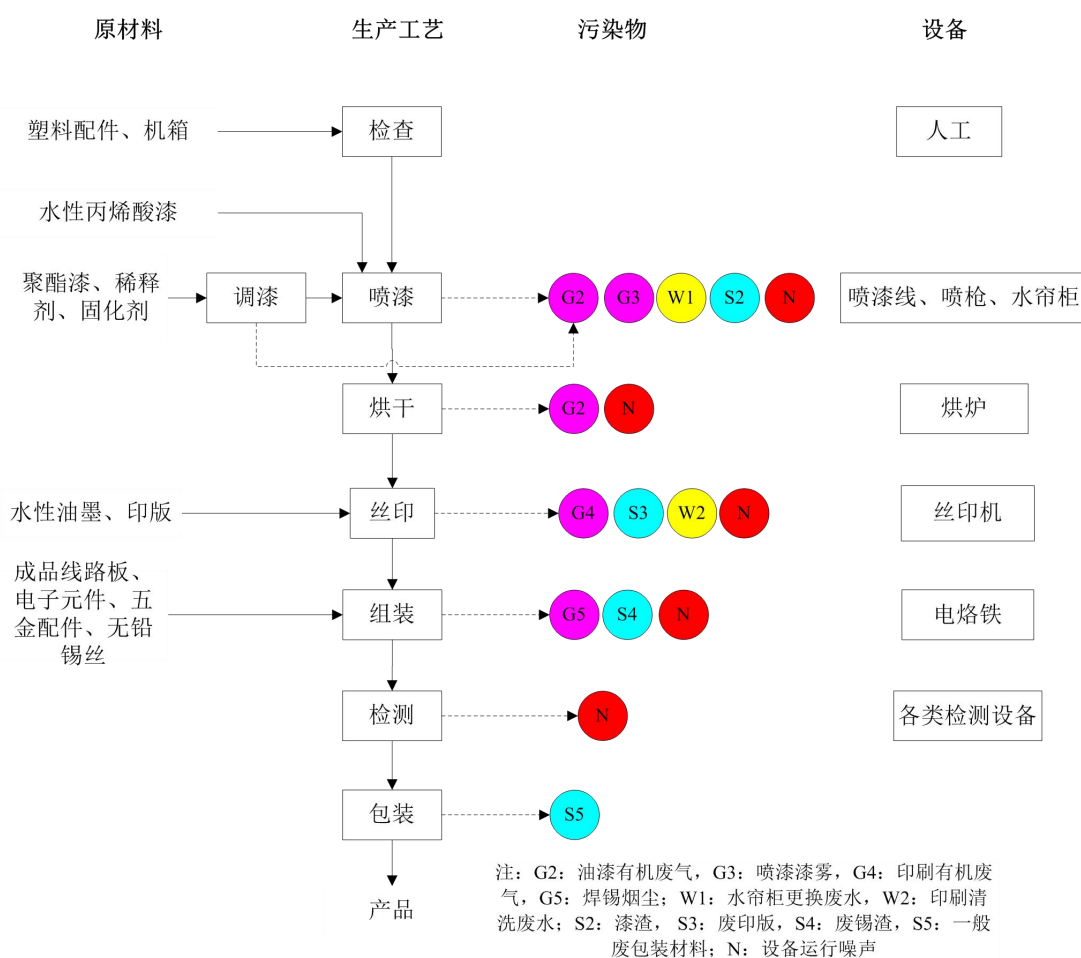 原材料
生产工艺
污染物
设备
塑料配件、机箱
检查
人工
水性丙烯酸漆
聚酯漆、稀释
剂、固化剂
调漆
喷漆
G2
G3
W1
S2
N
喷漆线、喷枪、水帘柜
烘干
G2
N
烘炉
水性油墨、印版
丝印
G4
S3
W2
N
丝印机
成品线路板、
电子元件、五
金配件、无铅
锡丝
组装
G5
S4
N
电烙铁
检测
N
各类检测设备
包装
S5
产品
注：G2：油漆有机废气，G3：喷漆漆雾，G4：印刷有机废
气，G5：焊锡烟尘；W1：水帘柜更换废水，W2：印刷清
洗废水；S2：漆渣， S3：废印版，S4：废锡渣，S5：一般
废包装材料；N：设备运行噪声